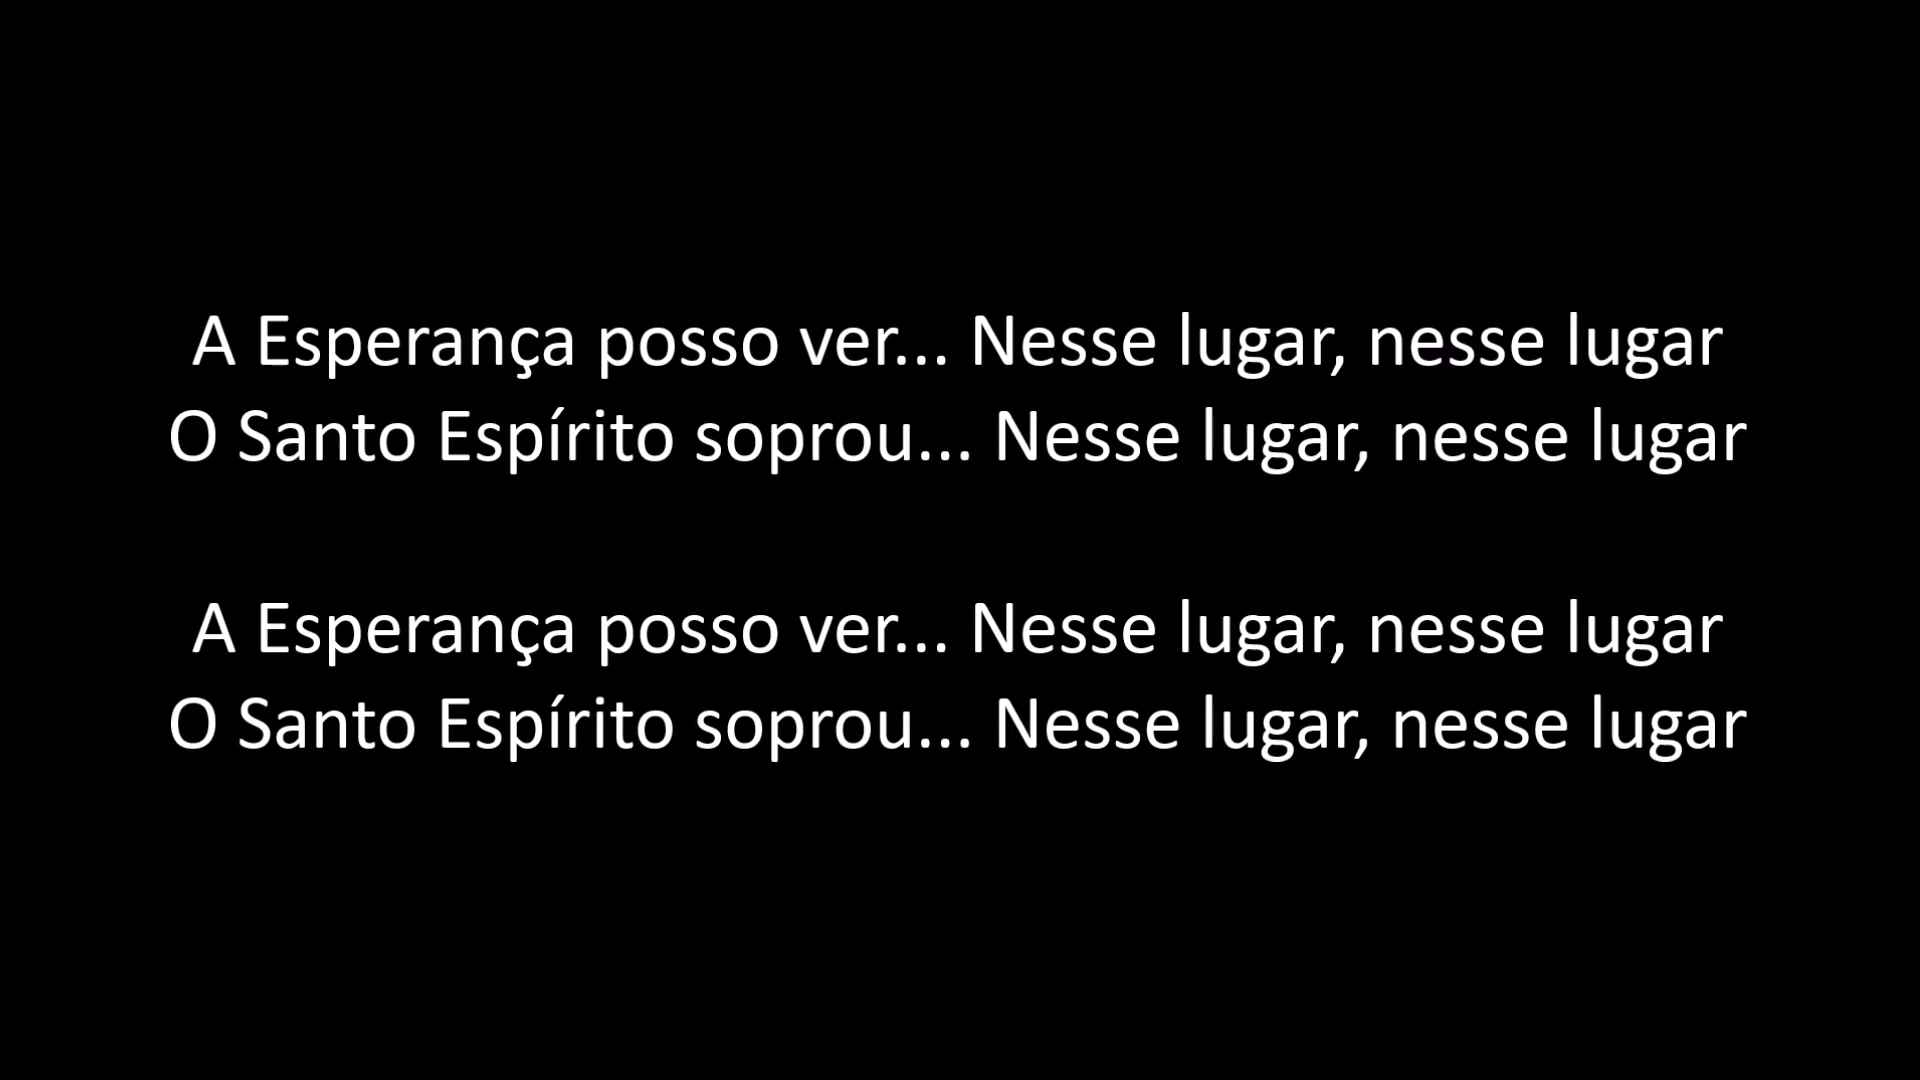 A Esperança posso ver... Nesse lugar, nesse lugar
O Santo Espírito soprou... Nesse lugar, nesse lugar
A Esperança posso ver... Nesse lugar, nesse lugar
O Santo Espírito soprou... Nesse lugar, nesse lugar